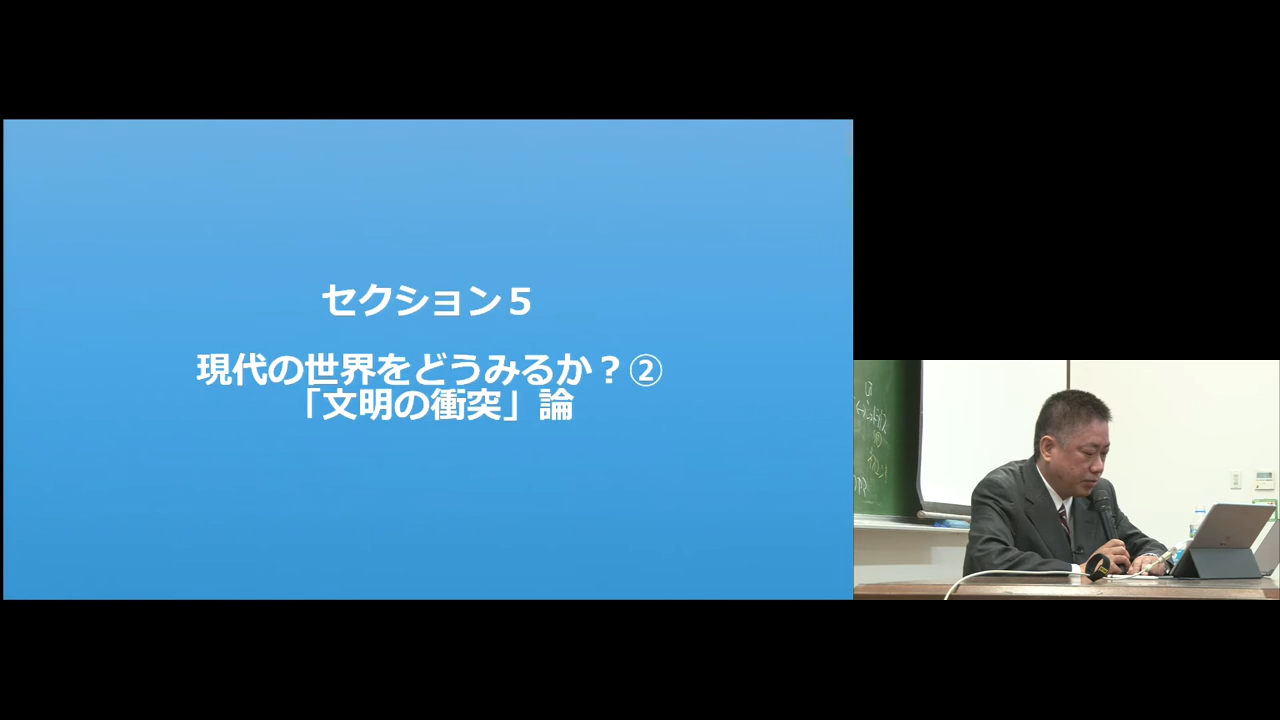 セクション５
現代の世界をどうみるか？②
「文明の衝突」論